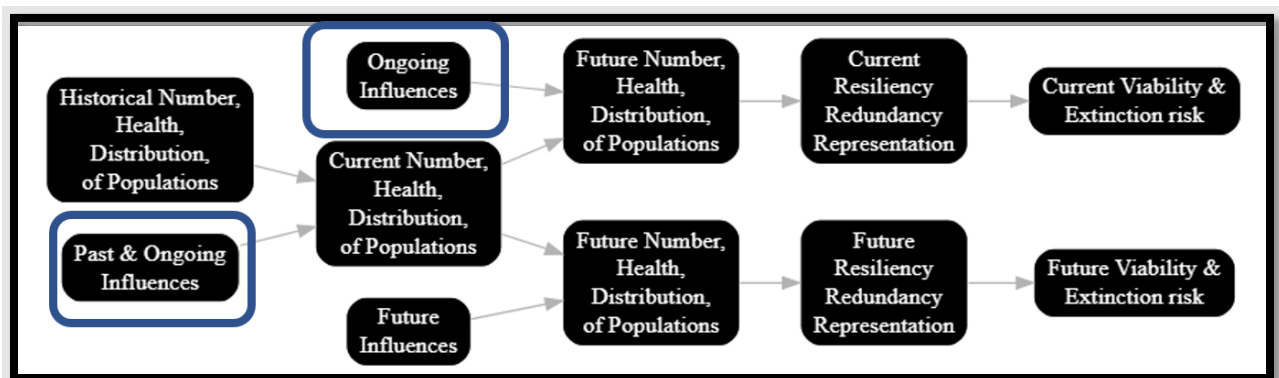 Historical Number,
Health,
Distribution,
of Populations
Past & Ongoing
Influences
Ongoing
Influences
Current Number,
Health,
Distribution,
of Populations
Future
Influences
Future Number,
Health,
Distribution,
of Populations
Current
Resiliency
Redundancy
Representation
Current Viability &
Extinction risk
Future Number,
Health,
Distribution,
of Populations
Future
Resiliency
Redundancy
Representation
Future Viability &
Extinction risk